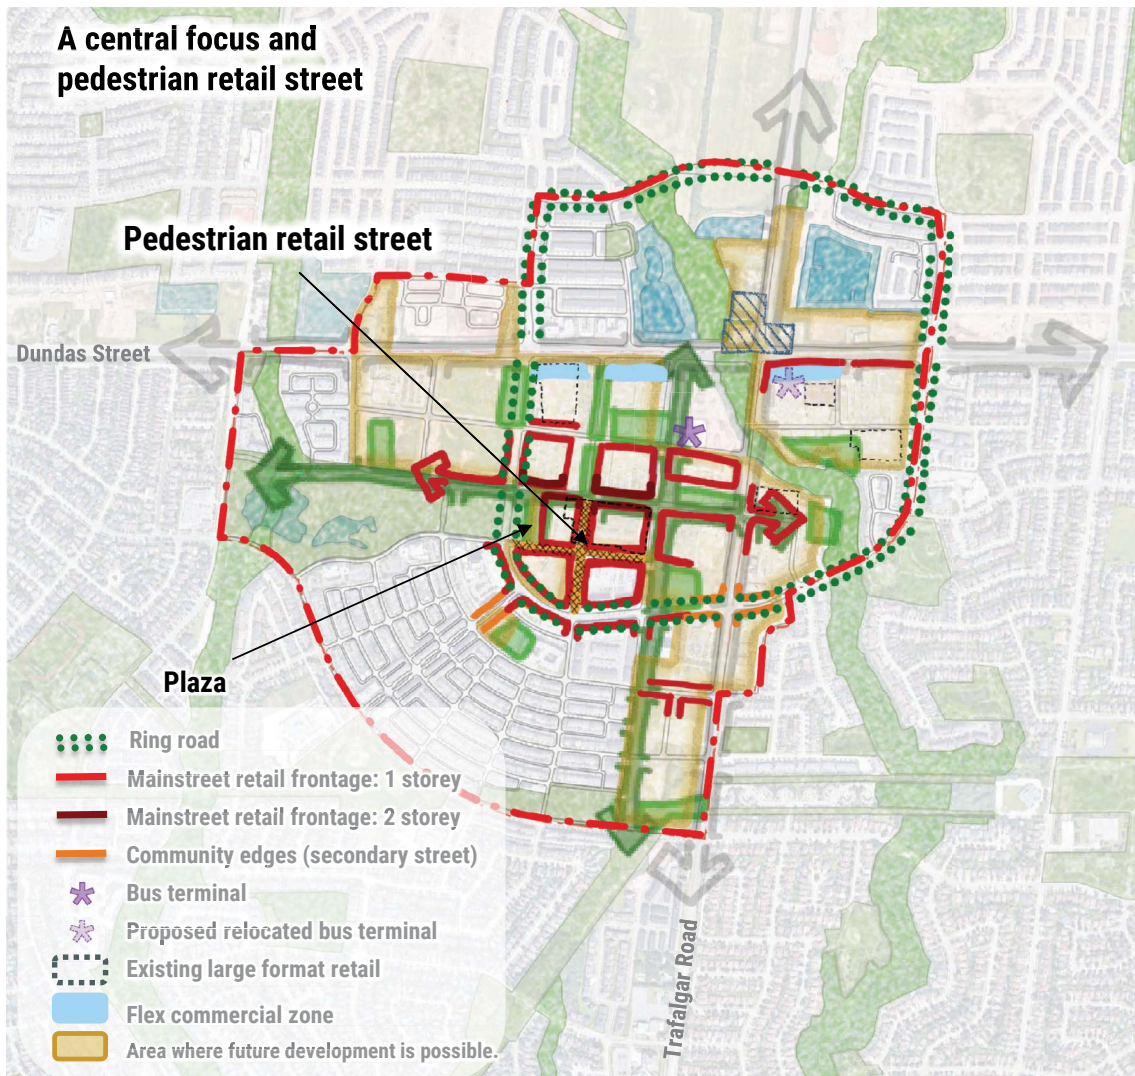 A central focus and
pedestrian retail street
Pedestrian retail street
Dundas Street
Plaza
Ring road
Mainstreet retail frontage: 1 storey
Mainstreet retail frontage: 2 storey
Community edges (secondary street)
Bus terminal
Proposed relocated bus terminal
Existing large format retail
Flex commercial zone
Area where future development is possible.
Trafalgar Road